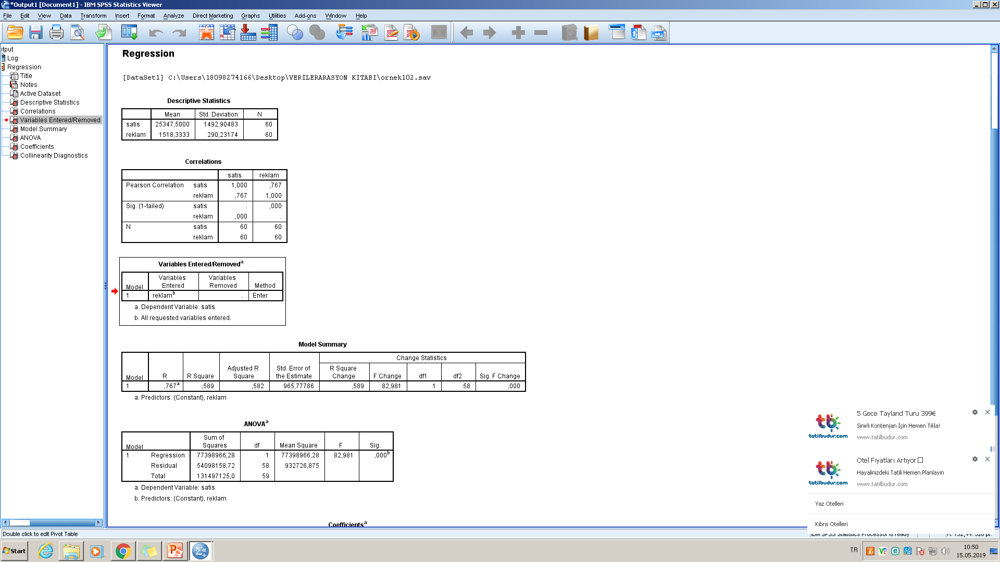 *Output1 [Document1] - IBM SPSS Statistics Viewer
File Edit View Data Transform Insert Format Analyze Direct Marketing Graphs Utilities Add-ons Window Help
Log
Regression
Title
Notes
Active Dataset
Descriptive Statistics
Correlations
Variables Entered/Removed
Model Summary
ANOVA
Coefficients
Collinearity Diagnostics
Regression
[DataSet1] C:\Users\18098274166\Desktop\VERİLERARASYON KİTABI\ornek102.sav
Descriptive Statistics
Mean Std. Deviation N
satis 25347,5000 1492,90483 60
reklam 1518,3333 290,23174 60
Correlations
satis reklam
Pearson Correlation satis 1,000 ,767
reklam ,767 1,000
Sig. (1-tailed) satis . ,000
reklam ,000 .
N satis 60 60
reklam 60 60
Variables Entered/Removed a
Model Variables Entered Variables Removed Method
1 reklam b . Enter
a. Dependent Variable: satis
b. All requested variables entered.
Model Summary
Change Statistics
Model R R Square Adjusted R Square Std. Error of the Estimate R Square Change F Change df1 df2 Sig. F Change
1 ,767 a ,589 ,582 965,77786 ,589 82,981 1 58 ,000
a. Predictors: (Constant), reklam
ANOVA a
Model Sum of Squares df Mean Square F Sig.
1 Regression 77398966,28 1 77398966,28 82,981 ,000 b
Residual 54098158,72 58 932726,875
Total 131497125,0 59
a. Dependent Variable: satis
b. Predictors: (Constant), reklam
Coefficients a
5 Gece Tayland Turu 399€
Sınırlı Kontenjan İçin Hemen Tıkla!
www.tatilbudur.com
tatilbudur.com
Otel Fiyatları Artıyor
Hayalinizdeki Tatili Hemen Planlayın
www.tatilbudur.com
tatilbudur.com
Yaz Otelleri
Kıbrıs Otelleri
Double click to edit Pivot Table
IBM SPSS Statistics Processor is ready
Start
TR
10:50
15.05.2019